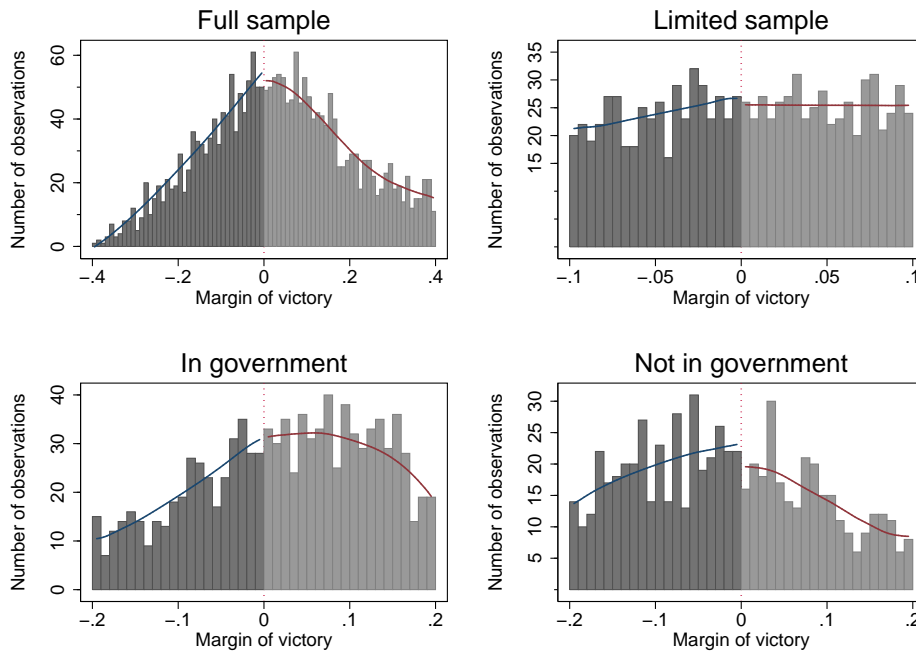 Full sample
Number of observations
0 20 40 60
−.4 −.2 0 .2 .4
Margin of victory
Limited sample
Number of observations
15 20 25 30 35
−.1 −.05 0 .05 .1
Margin of victory
In government
Number of observations
0 10 20 30 40
−.2 −.1 0 .1 .2
Margin of victory
Not in government
Number of observations
5 10 15 20 25 30
−.2 −.1 0 .1 .2
Margin of victory